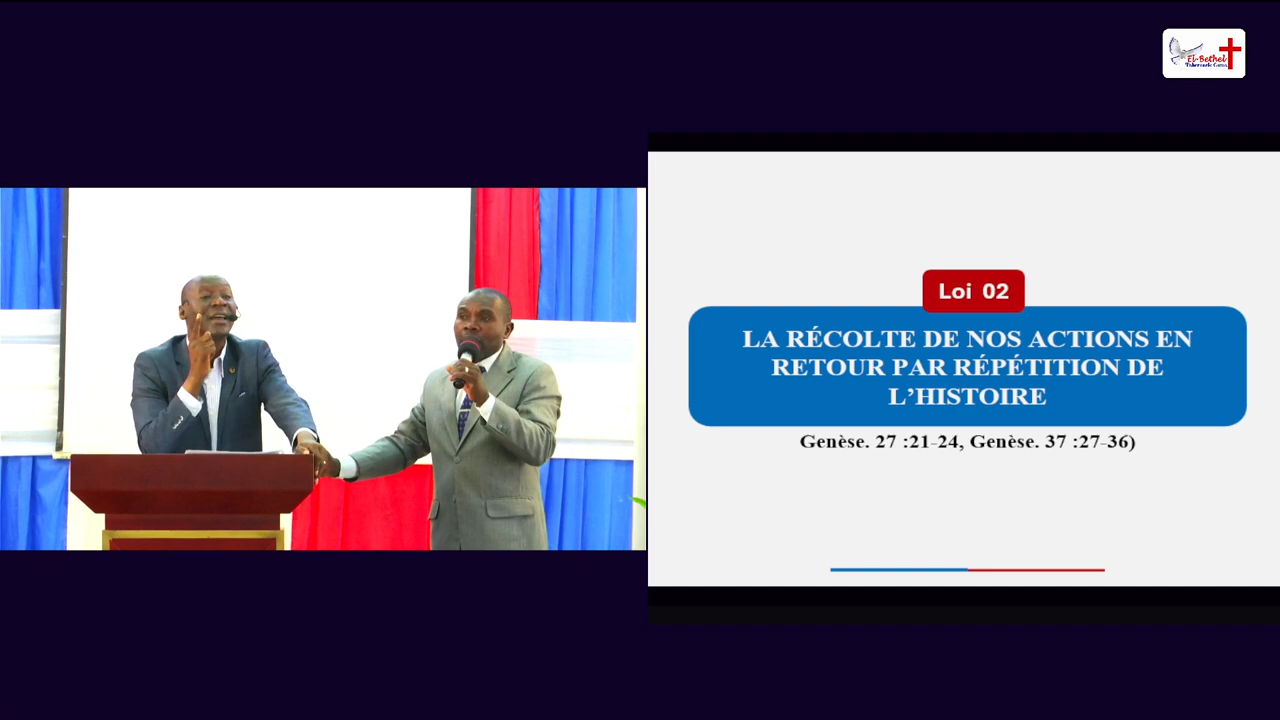 El-Bethel
Loi 02
LA RÉCOLTE DE NOS ACTIONS EN
RETOUR PAR RÉPÉTITION DE
L’HISTOIRE
Genèse. 27 :21-24, Genèse. 37 :27-36)